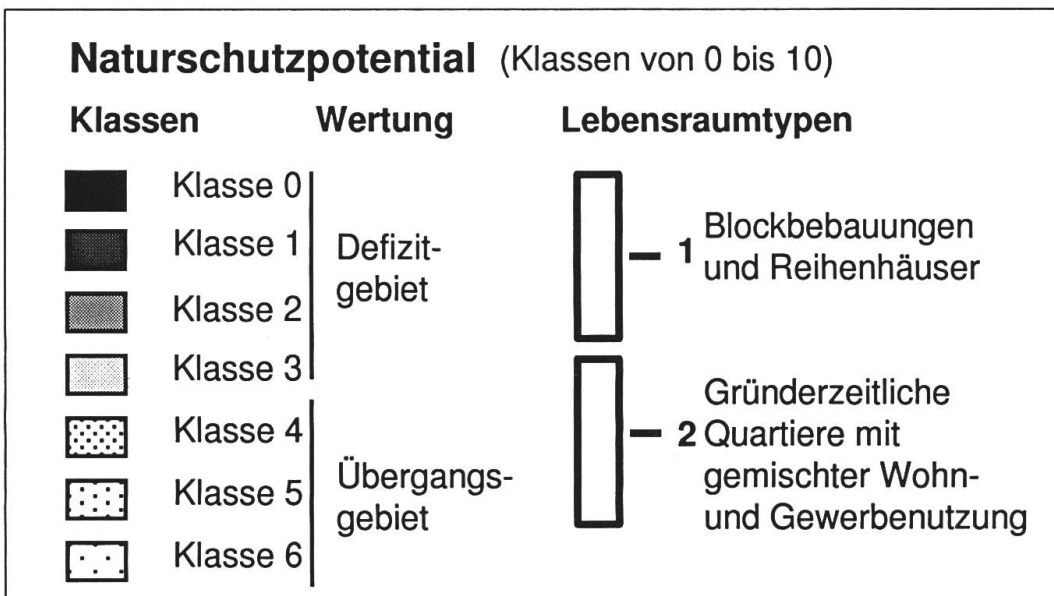 Naturschutzpotential (Klassen von 0 bis 10)
Klassen
Wertung
Lebensraumtypen
Klasse 0
Klasse 1
Klasse 2
Klasse 3
Klasse 4
Klasse 5
Klasse 6
Defizit-
gebiet
Übergangs-
gebiet
1 Blockbebauungen
und Reihenhäuser
Gründerzeitliche
2 Quartiere mit
gemischter Wohn-
und Gewerbenutzung